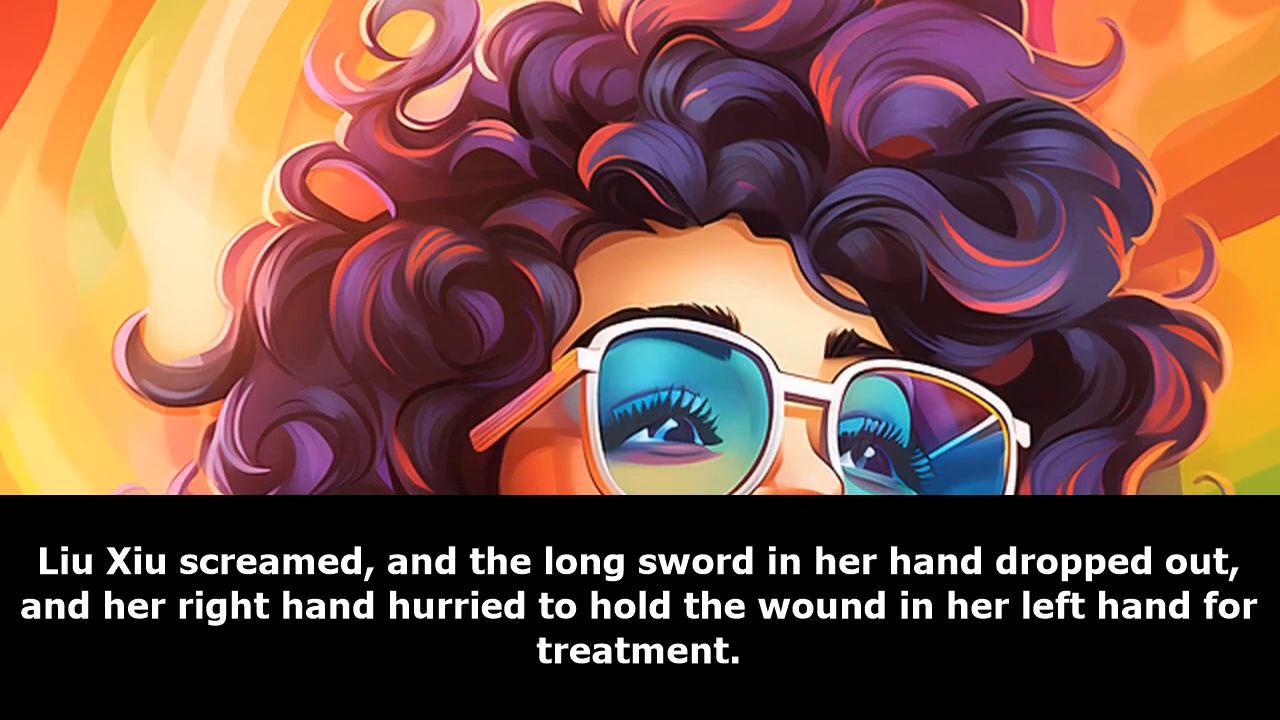 Liu Xiu screamed, and the long sword in her hand dropped out,
and her right hand hurried to hold the wound in her left hand for
treatment.